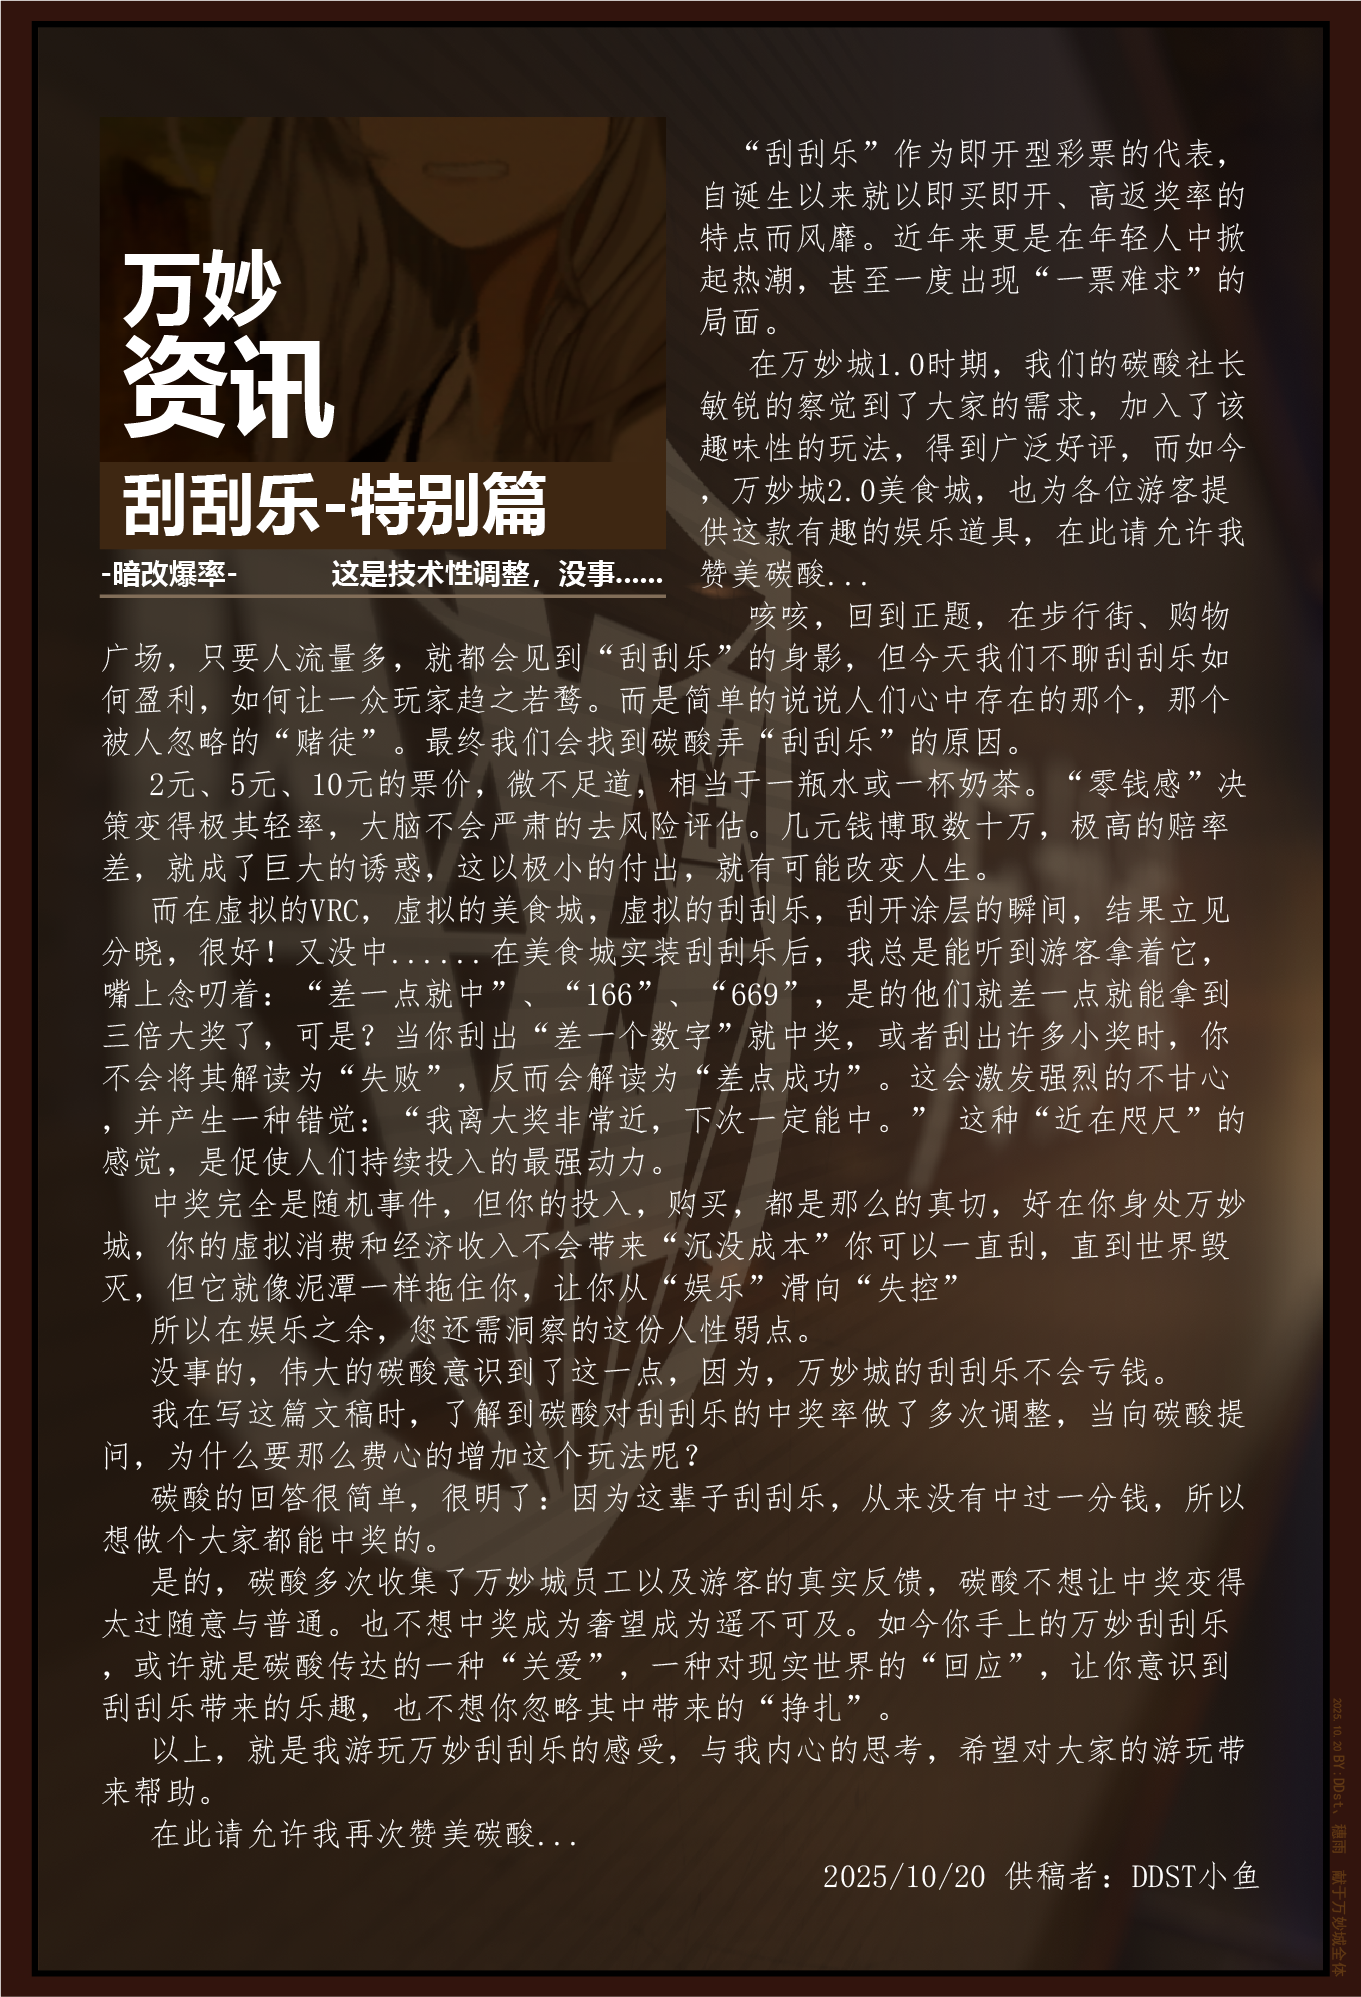 万妙
资讯
刮刮乐-特别篇
-暗改爆率- 这是技术性调整，没事......
“刮刮乐”作为即开型彩票的代表，
自诞生以来就以即买即开、高返奖率的
特点而风靡。近年来更是在年轻人中掀
起热潮，甚至一度出现“一票难求”的
局面。
在万妙城1.0时期，我们的碳酸社长
敏锐的察觉到了大家的需求，加入了该
趣味性的玩法，得到广泛好评，而如今
，万妙城2.0美食城，也为各位游客提
供这款有趣的娱乐道具，在此请允许我
赞美碳酸...
咳咳，回到正题，在步行街、购物
广场，只要人流量多，就都会见到“刮刮乐”的身影，但今天我们不聊刮刮乐如
何盈利，如何让一众玩家趋之若鹜。而是简单的说说人们心中存在的那个，那个
被人忽略的“赌徒”。最终我们会找到碳酸弄“刮刮乐”的原因。
2元、5元、10元的票价，微不足道，相当于一瓶水或一杯奶茶。“零钱感”决
策变得极其轻率，大脑不会严肃的去风险评估。几元钱博取数十万，极高的赔率
差，就成了巨大的诱惑，这以极小的付出，就有可能改变人生。
而在虚拟的VRC，虚拟的美食城，虚拟的刮刮乐，刮开涂层的瞬间，结果立见
分晓，很好！又没中......在美食城实装刮刮乐后，我总是能听到游客拿着它，
嘴上念叨着：“差一点就中”、“166”、“669”，是的他们就差一点就能拿到
三倍大奖了，可是？当你刮出“差一个数字”就中奖，或者刮出许多小奖时，你
不会将其解读为“失败”，反而会解读为“差点成功”。这会激发强烈的不甘心
，并产生一种错觉：“我离大奖非常近，下次一定能中。” 这种“近在咫尺”的
感觉，是促使人们持续投入的最强动力。
中奖完全是随机事件，但你的投入，购买，都是那么的真切，好在你身处万妙
城，你的虚拟消费和经济收入不会带来“沉没成本”你可以一直刮，直到世界毁
灭，但它就像泥潭一样拖住你，让你从“娱乐”滑向“失控”
所以在娱乐之余，您还需洞察的这份人性弱点。
没事的，伟大的碳酸意识到了这一点，因为，万妙城的刮刮乐不会亏钱。
我在写这篇文稿时，了解到碳酸对刮刮乐的中奖率做了多次调整，当向碳酸提
问，为什么要那么费心的增加这个玩法呢？
碳酸的回答很简单，很明了：因为这辈子刮刮乐，从来没有中过一分钱，所以
想做个大家都能中奖的。
是的，碳酸多次收集了万妙城员工以及游客的真实反馈，碳酸不想让中奖变得
太过随意与普通。也不想中奖成为奢望成为遥不可及。如今你手上的万妙刮刮乐
，或许就是碳酸传达的一种“关爱”，一种对现实世界的“回应”，让你意识到
刮刮乐带来的乐趣，也不想你忽略其中带来的“挣扎”。
以上，就是我游玩万妙刮刮乐的感受，与我内心的思考，希望对大家的游玩带
来帮助。
在此请允许我再次赞美碳酸...
2025/10/20 供稿者：DDST小鱼
2025.10.20 BY:DDst、穗雨 献于万妙城全体